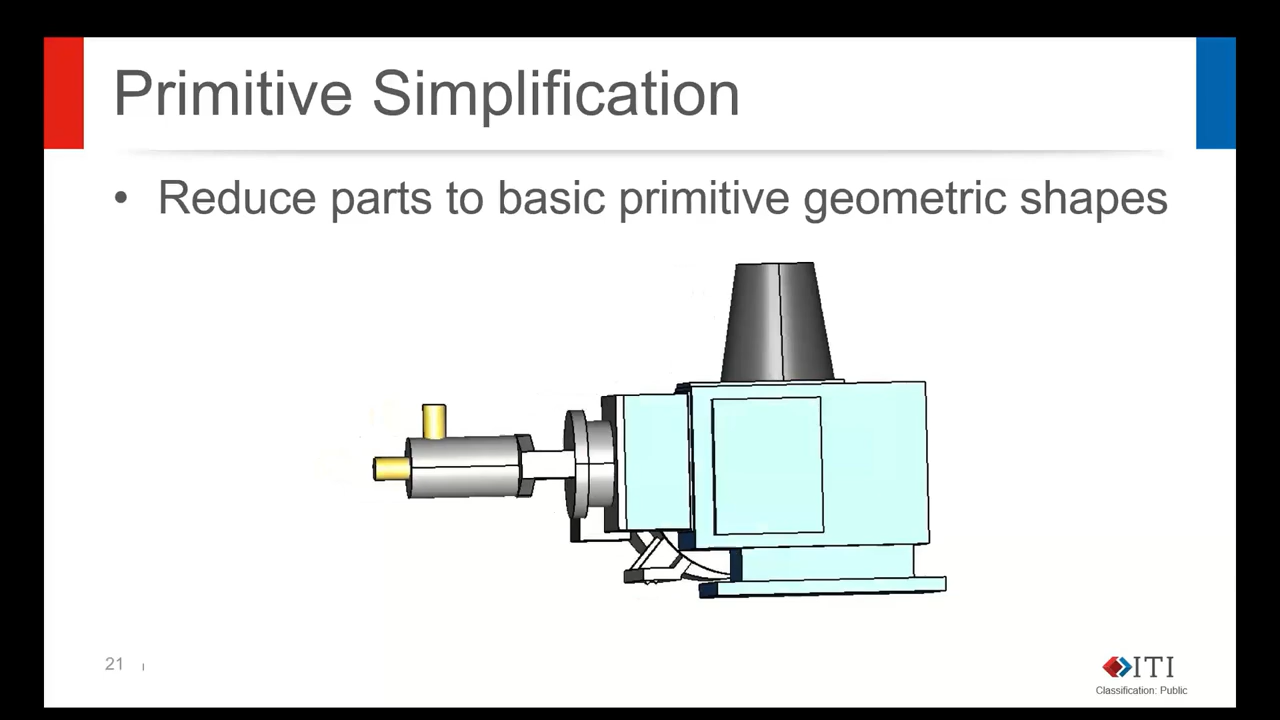 Primitive Simplification
• Reduce parts to basic primitive geometric shapes
21 |
ITI
Classification: Public